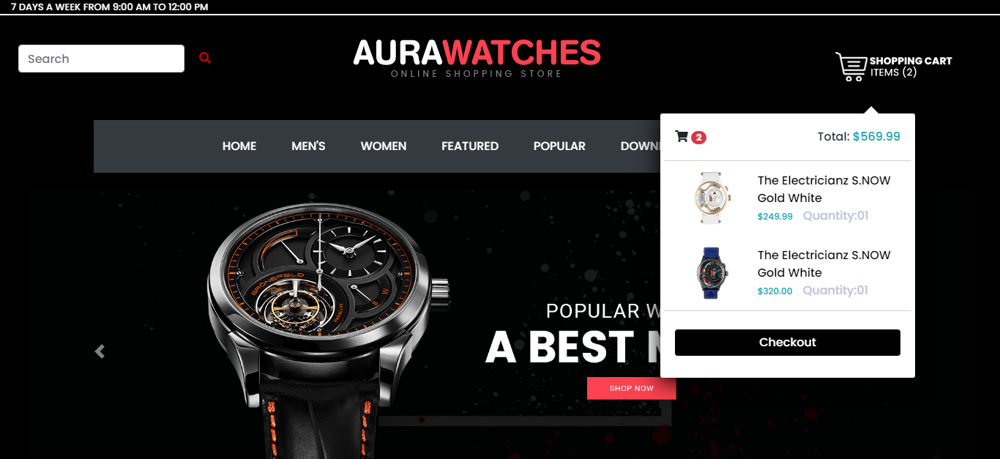 7 DAYS A WEEK FROM 9:00 AM TO 12:00 PM
Search
AURAWATCHES
ONLINE SHOPPING STORE
SHOPPING CART
ITEMS (2)
HOME MEN'S WOMEN FEATURED POPULAR
2 Total: $569.99
The Electricianz S.NOW
Gold White
$249.99 Quantity:01
The Electricianz S.NOW
Gold White
$320.00 Quantity:01
Checkout
GRÖNEFELD
PARALLAX
S W
POPULAR
A BEST
SHOP NOW